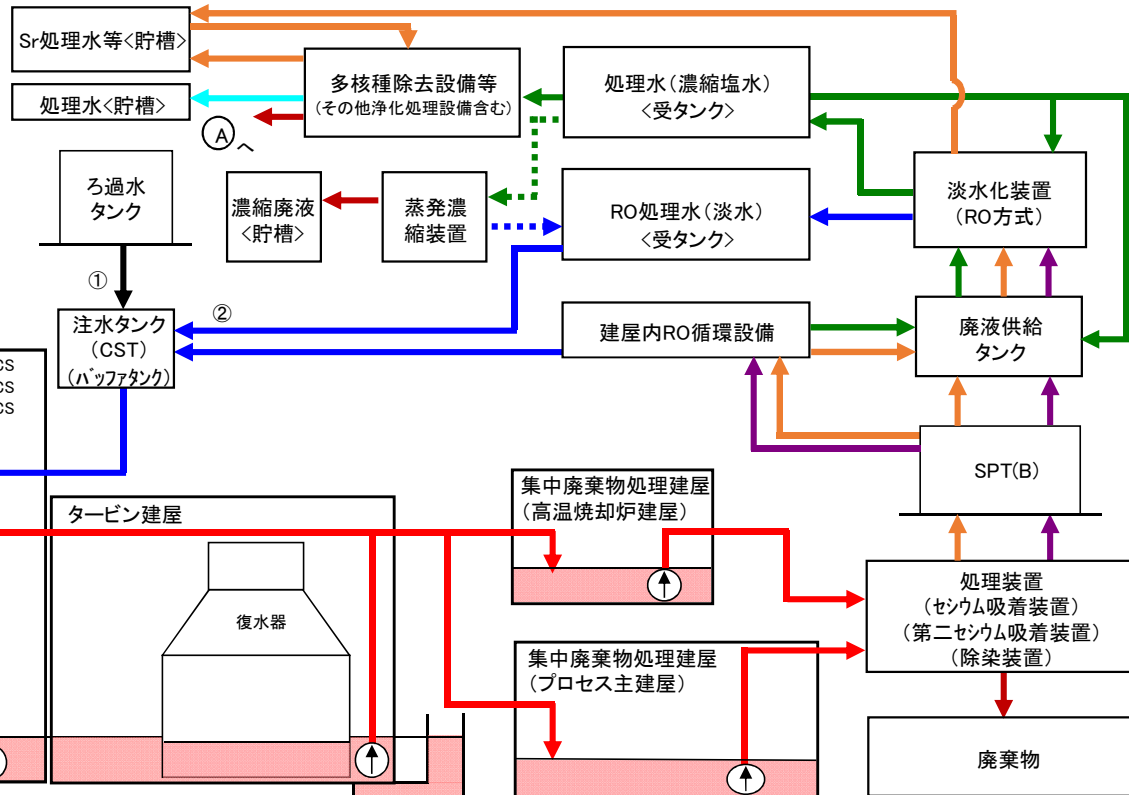 Sr処理水等<貯槽>
多核種除去設備等
(その他浄化処理設備含む)
処理水(濃縮塩水)
<受タンク>
処理水<貯槽>
Aへ
ろ過水
タンク
濃縮廃液
<貯槽>
蒸発濃
縮装置
RO処理水(淡水)
<受タンク>
淡水化装置
(RO方式)
①
②
注水タンク
(CST)
(バッファタンク)
建屋内RO循環設備
廃液供給
タンク
CS
CS
CS
SPT(B)
タービン建屋
復水器
集中廃棄物処理建屋
(高温焼却炉建屋)
処理装置
(セシウム吸着装置)
(第二セシウム吸着装置)
(除染装置)
集中廃棄物処理建屋
(プロセス主建屋)
廃棄物